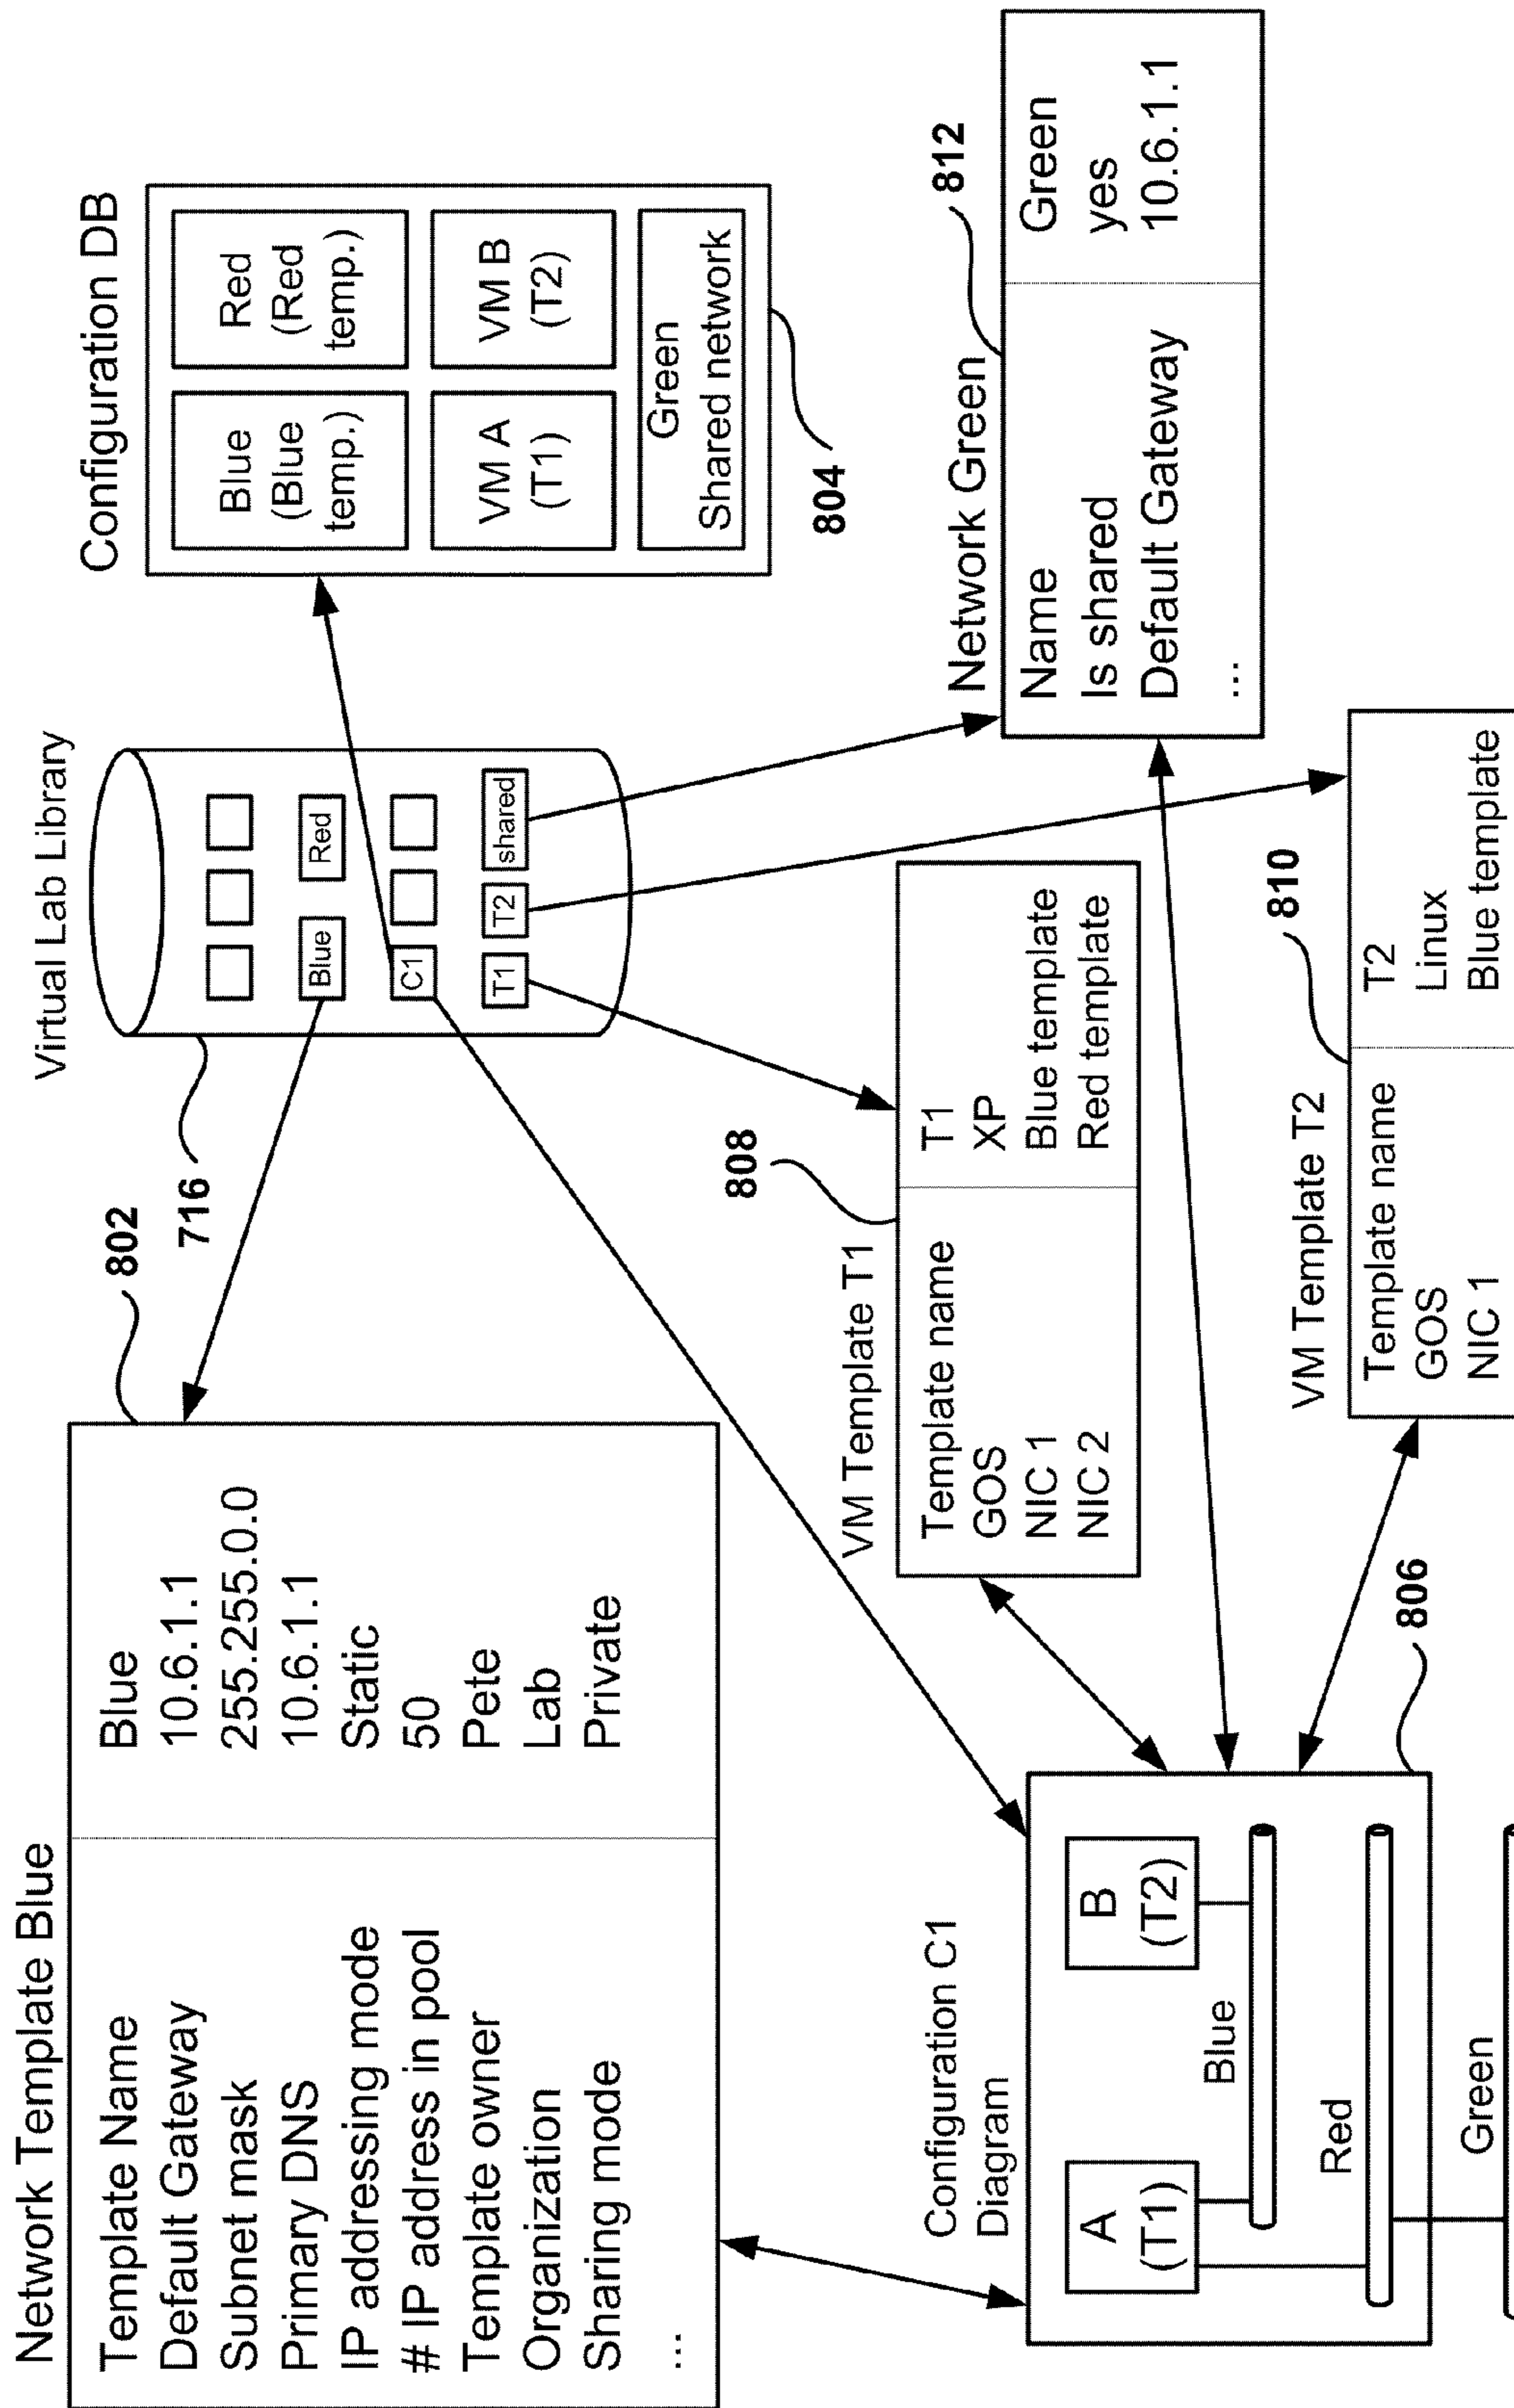 Network Template Blue
Template Name Blue
Default Gateway 10.6.1.1
Subnet mask 255.255.0.0
Primary DNS 10.6.1.1
IP addressing mode Static
# IP address in pool 50
Template owner Pete
Organization Lab
Sharing mode Private
...
802
716
Virtual Lab Library
Blue
Red
C1
T1
T2
shared
Configuration DB
Blue
(Blue
temp.)
Red
(Red
temp.)
VM A
(T1)
VM B
(T2)
Green
Shared network
804
Configuration C1
Diagram
A
(T1)
B
(T2)
Blue
Red
Green
806
VM Template T1
808
Template name T1
GOS XP
NIC 1 Blue template
NIC 2 Red template
Network Green
812
Name Green
Is shared yes
Default Gateway 10.6.1.1
...
VM Template T2
810
Template name T2
GOS Linux
NIC 1 Blue template